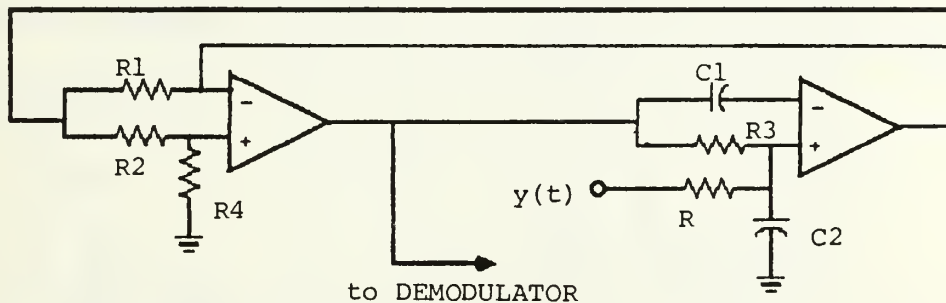 R1
-
+
R2
R4
C1
-
R3
+
y(t)
R
C2
to DEMODULATOR